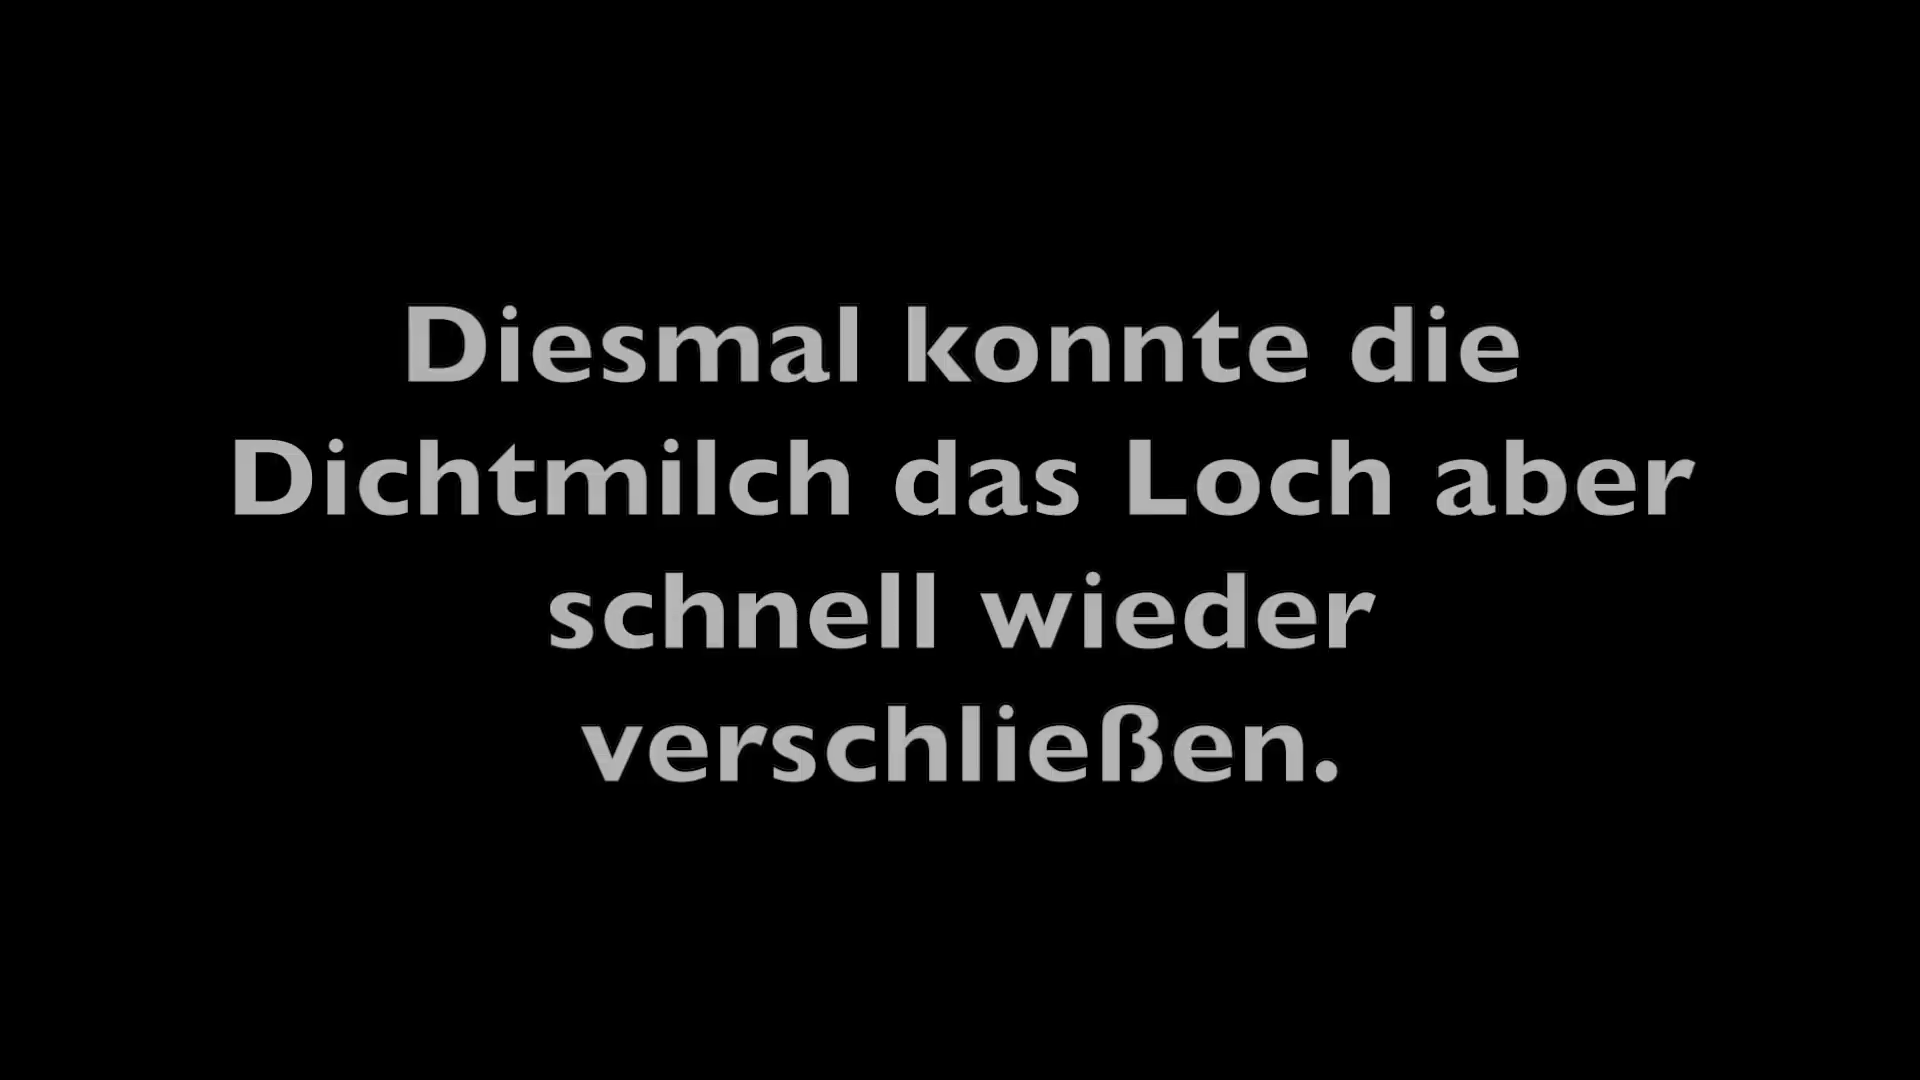 Diesmal konnte die
Dichtmilch das Loch aber
schnell wieder
verschließen.